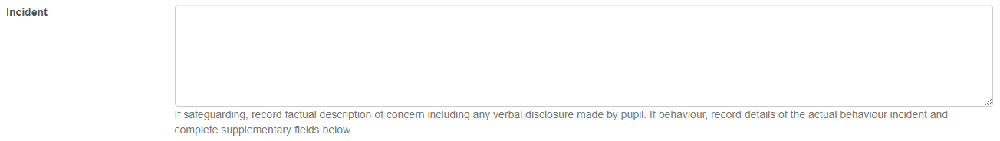 Incident
If safeguarding, record factual description of concern including any verbal disclosure made by pupil. If behaviour, record details of the actual behaviour incident and
complete supplementary fields below.